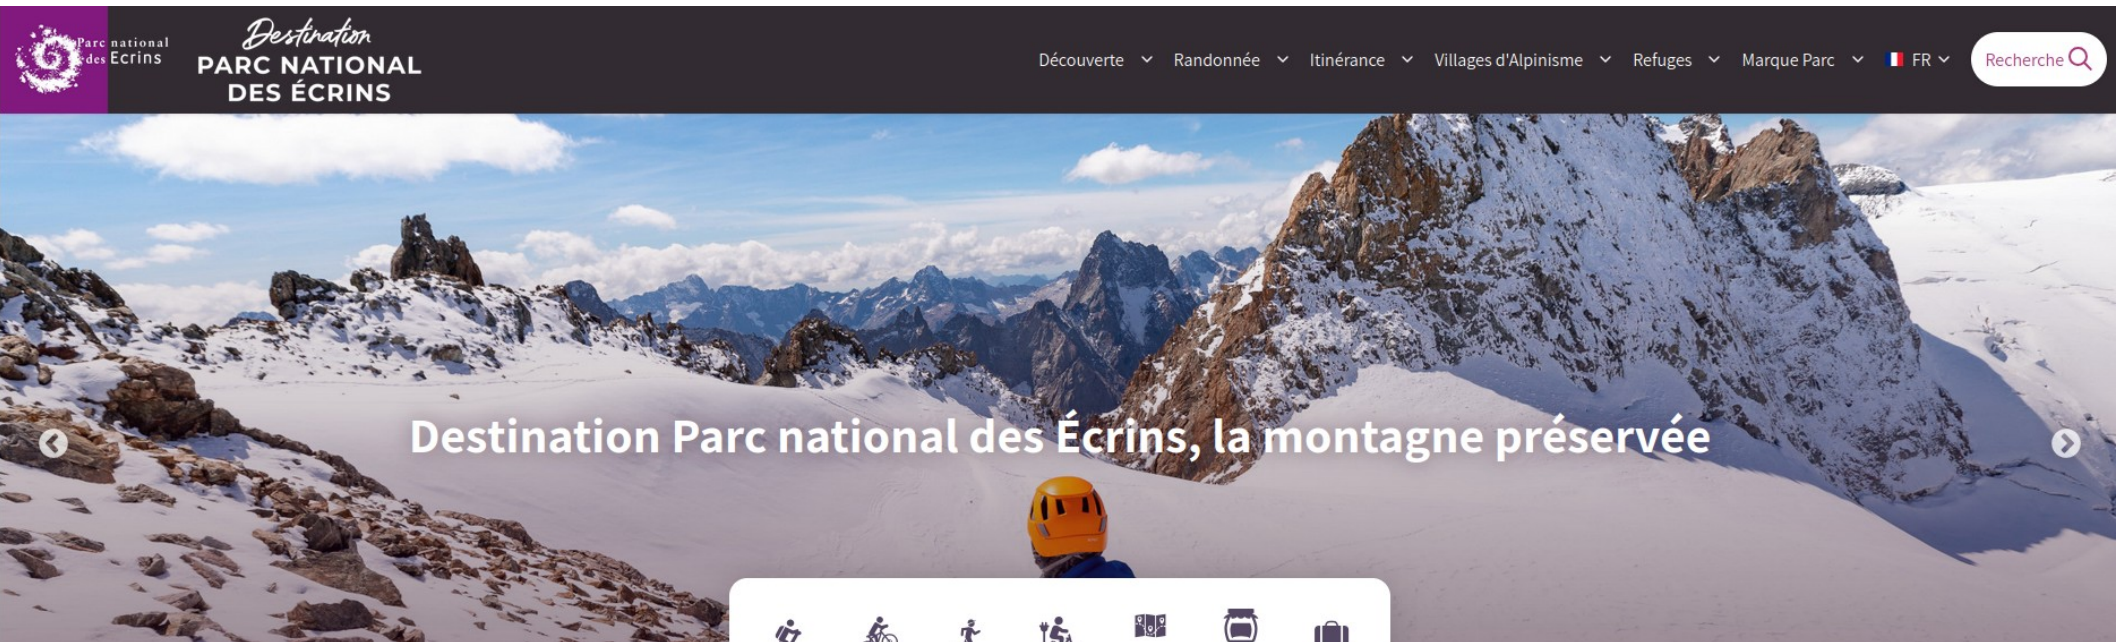 Parc national
des Ecrins
Destination
PARC NATIONAL
DES ÉCRINS
Découverte
Randonnée
Itinérance
Villages d'Alpinisme
Refuges
Marque Parc
FR
Recherche
Destination Parc national des Écrins, la montagne préservée